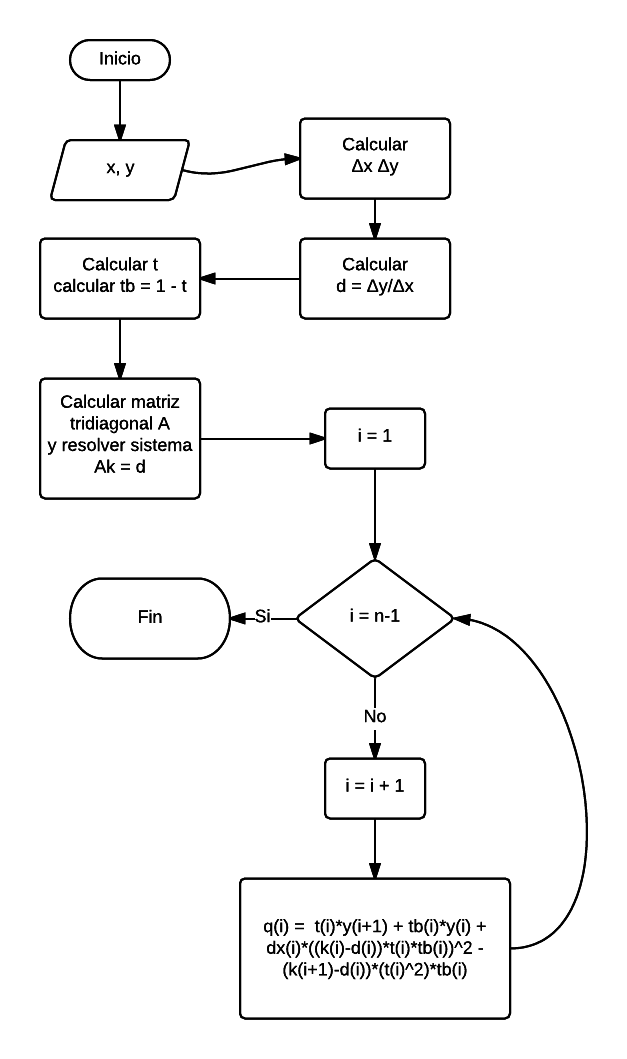 Inicio
x, y
Calcular
Δx Δy
Calcular
d = Δy/Δx
Calcular t
calcular tb = 1 - t
Calcular matriz
tridiagonal A
y resolver sistema
Ak = d
i = 1
i = n-1
Si
Fin
No
i = i + 1
q(i) = t(i)*y(i+1) + tb(i)*y(i) +
dx(i)*((k(i)-d(i))*t(i)*tb(i))^2 -
(k(i+1)-d(i))*(t(i)^2)*tb(i)